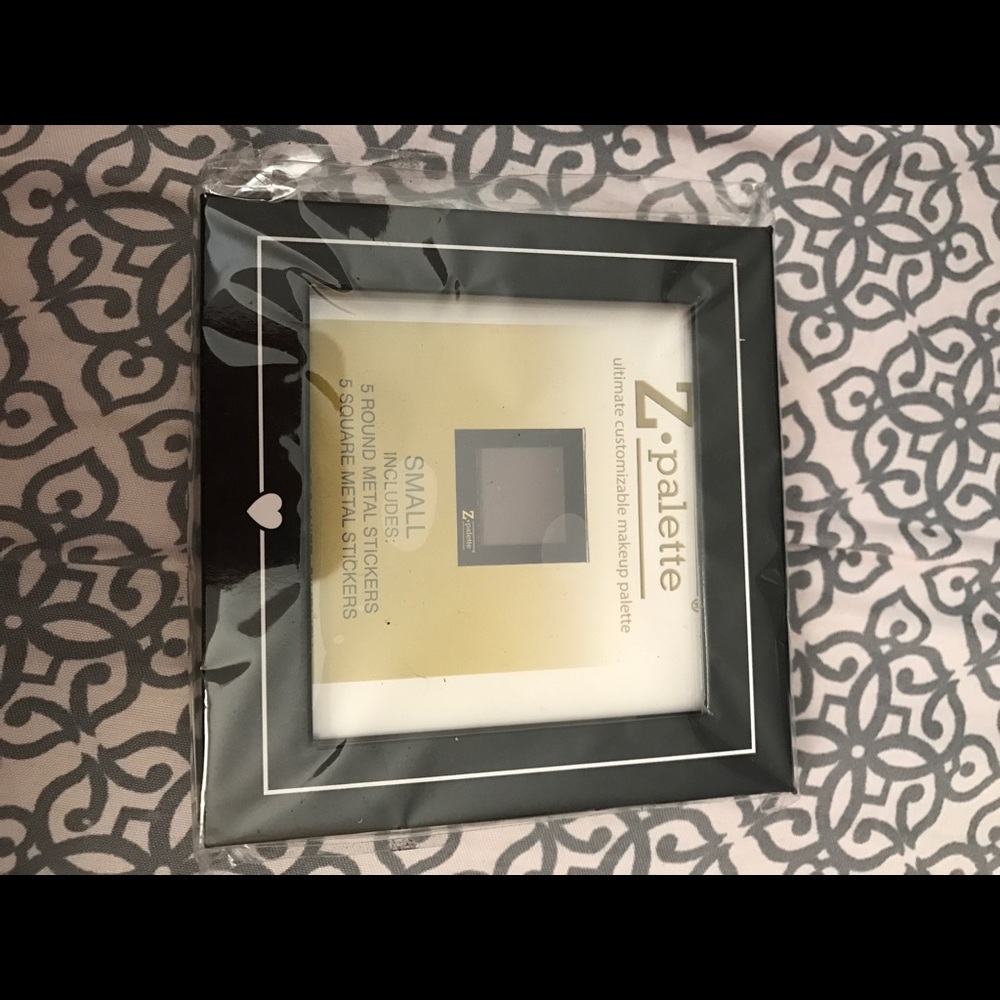 Z•palette®
ultimate customizable makeup palette
Z•palette
SMALL
INCLUDES:
5 ROUND METAL STICKERS
5 SQUARE METAL STICKERS